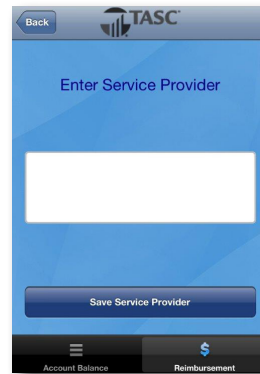 Back
TASC
Enter Service Provider
Save Service Provider
Account Balance
Reimbursement